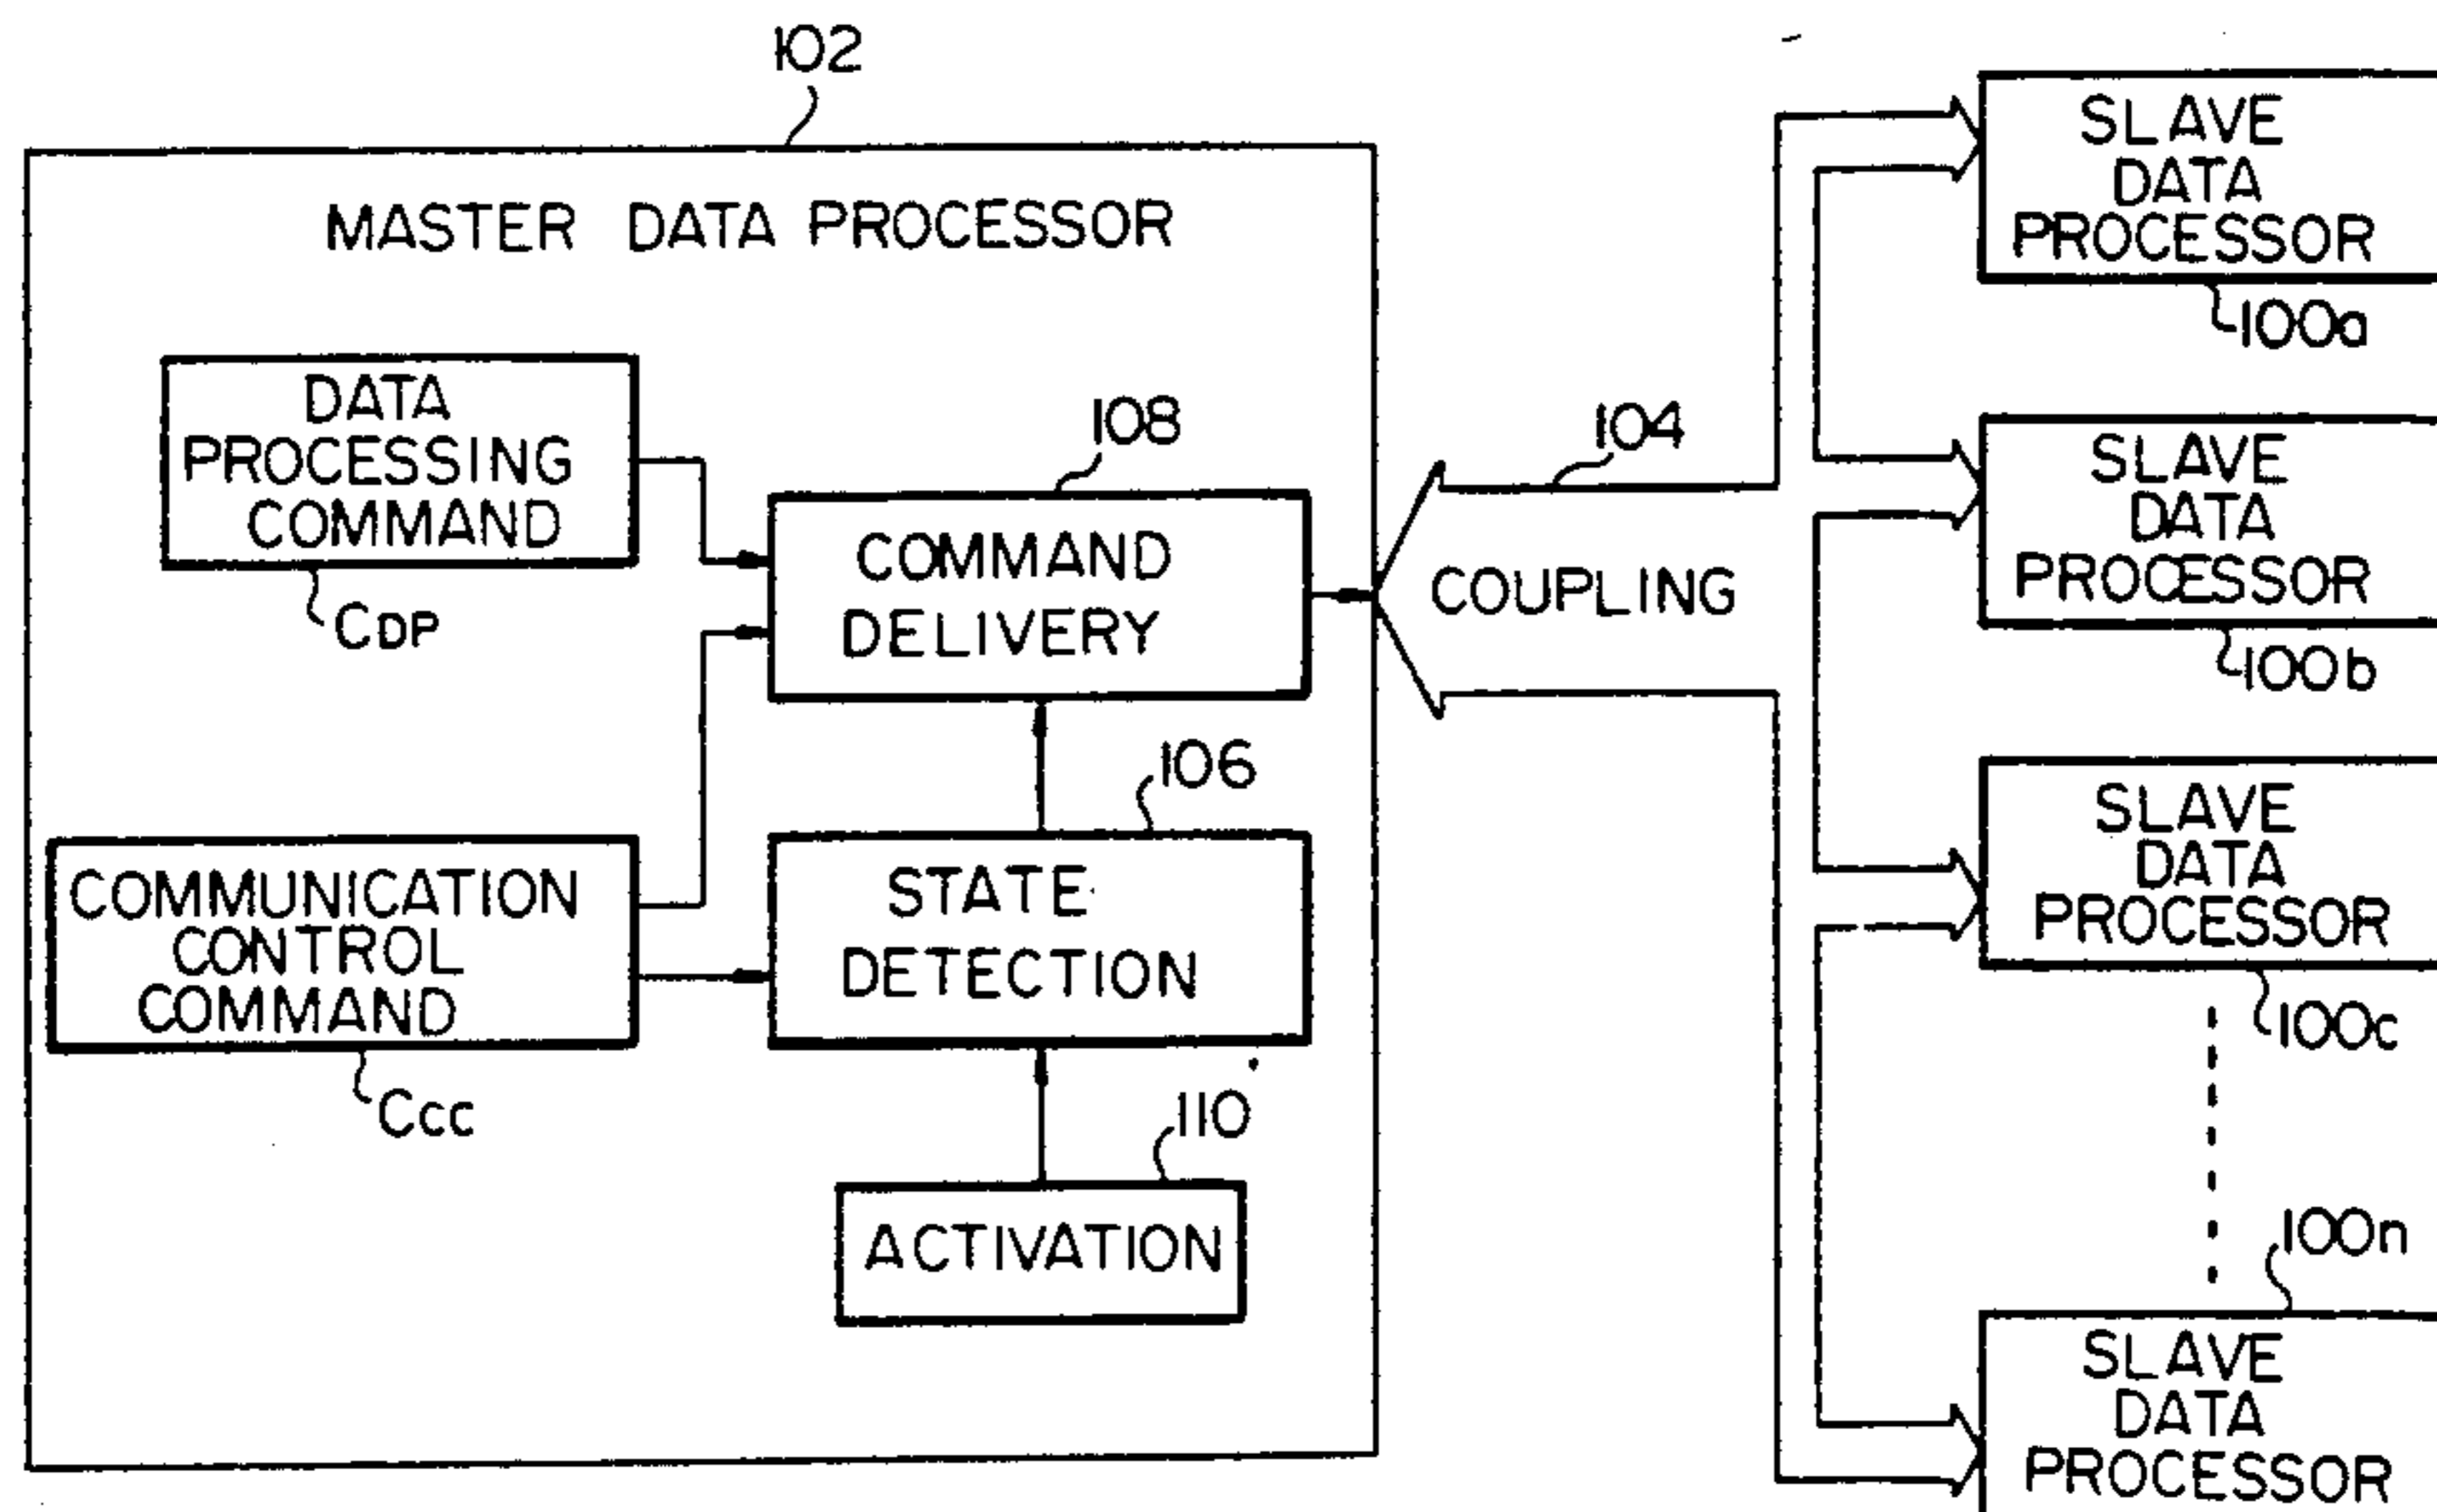 102
MASTER DATA PROCESSOR
DATA
PROCESSING
COMMAND
CDP
108
COMMAND
DELIVERY
104
COUPLING
106
STATE
DETECTION
COMMUNICATION
CONTROL
COMMAND
CCC
110
ACTIVATION
SLAVE
DATA
PROCESSOR
100a
SLAVE
DATA
PROCESSOR
100b
SLAVE
DATA
PROCESSOR
100c
100n
SLAVE
DATA
PROCESSOR